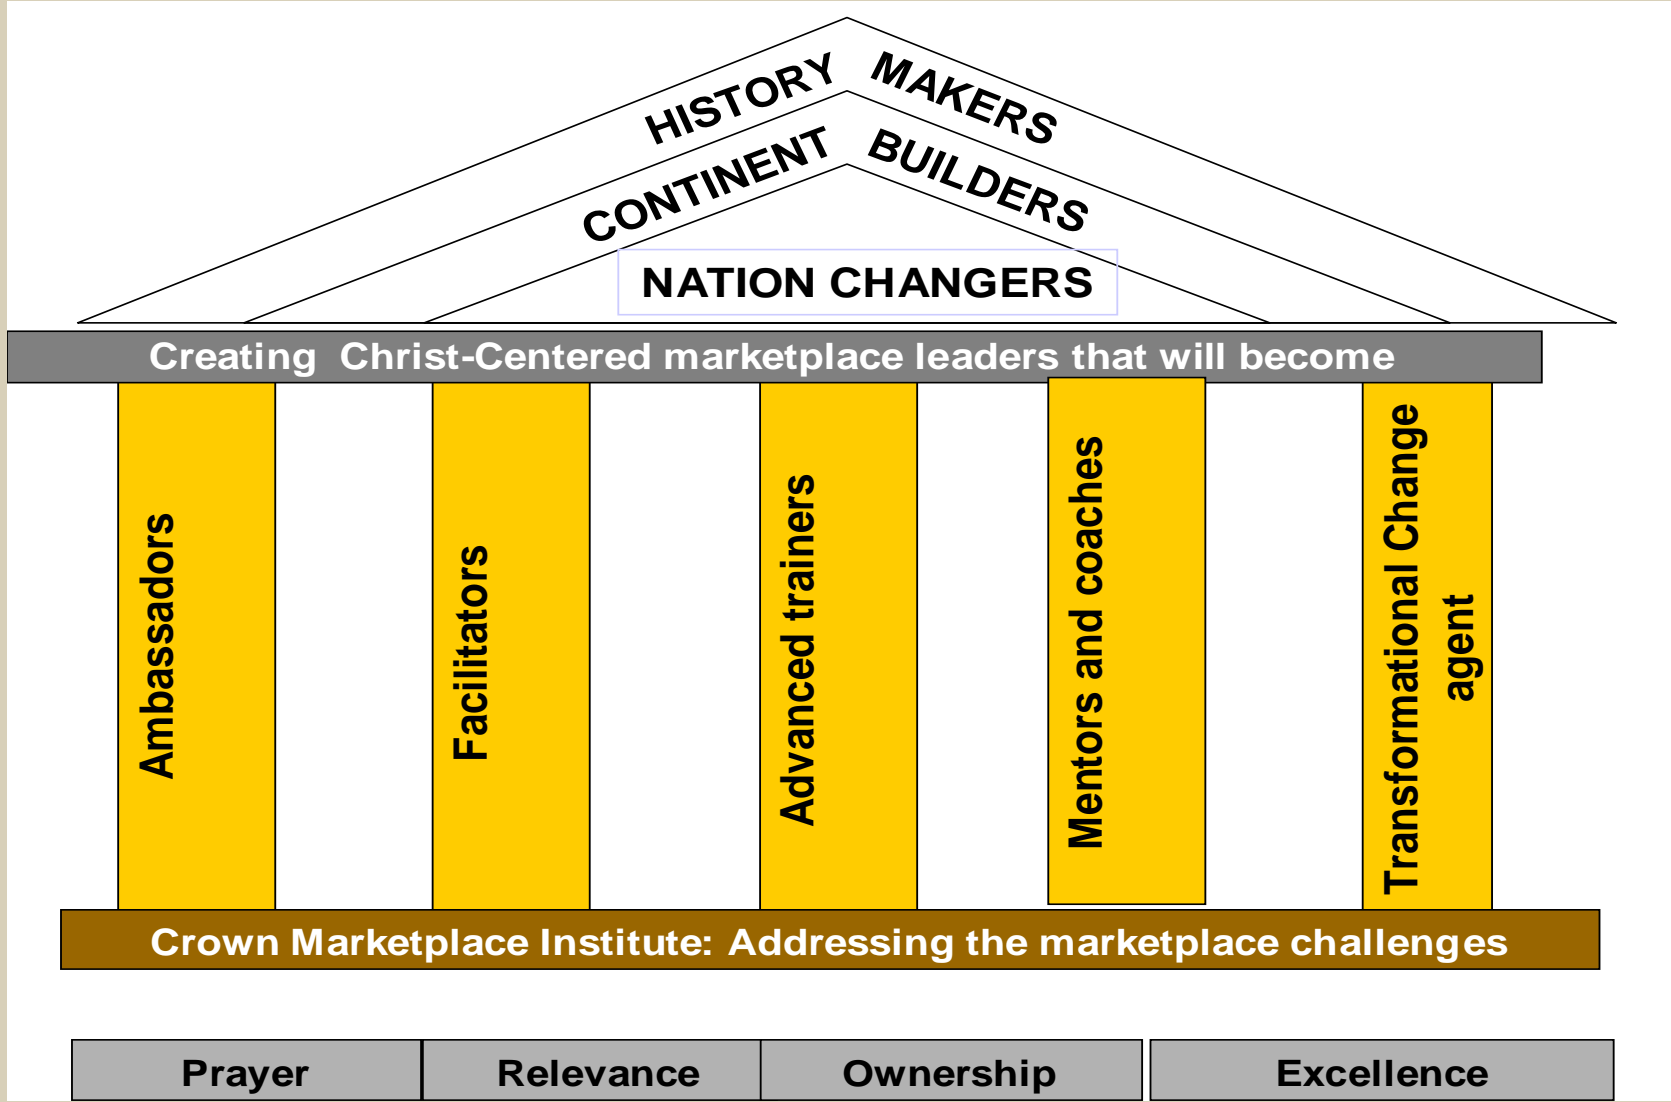 HISTORY MAKERS
CONTINENT BUILDERS
NATION CHANGERS
Creating Christ-Centered marketplace leaders that will become
Ambassadors
Facilitators
Advanced trainers
Mentors and coaches
Transformational Change
agent
Crown Marketplace Institute: Addressing the marketplace challenges
Prayer
Relevance
Ownership
Excellence